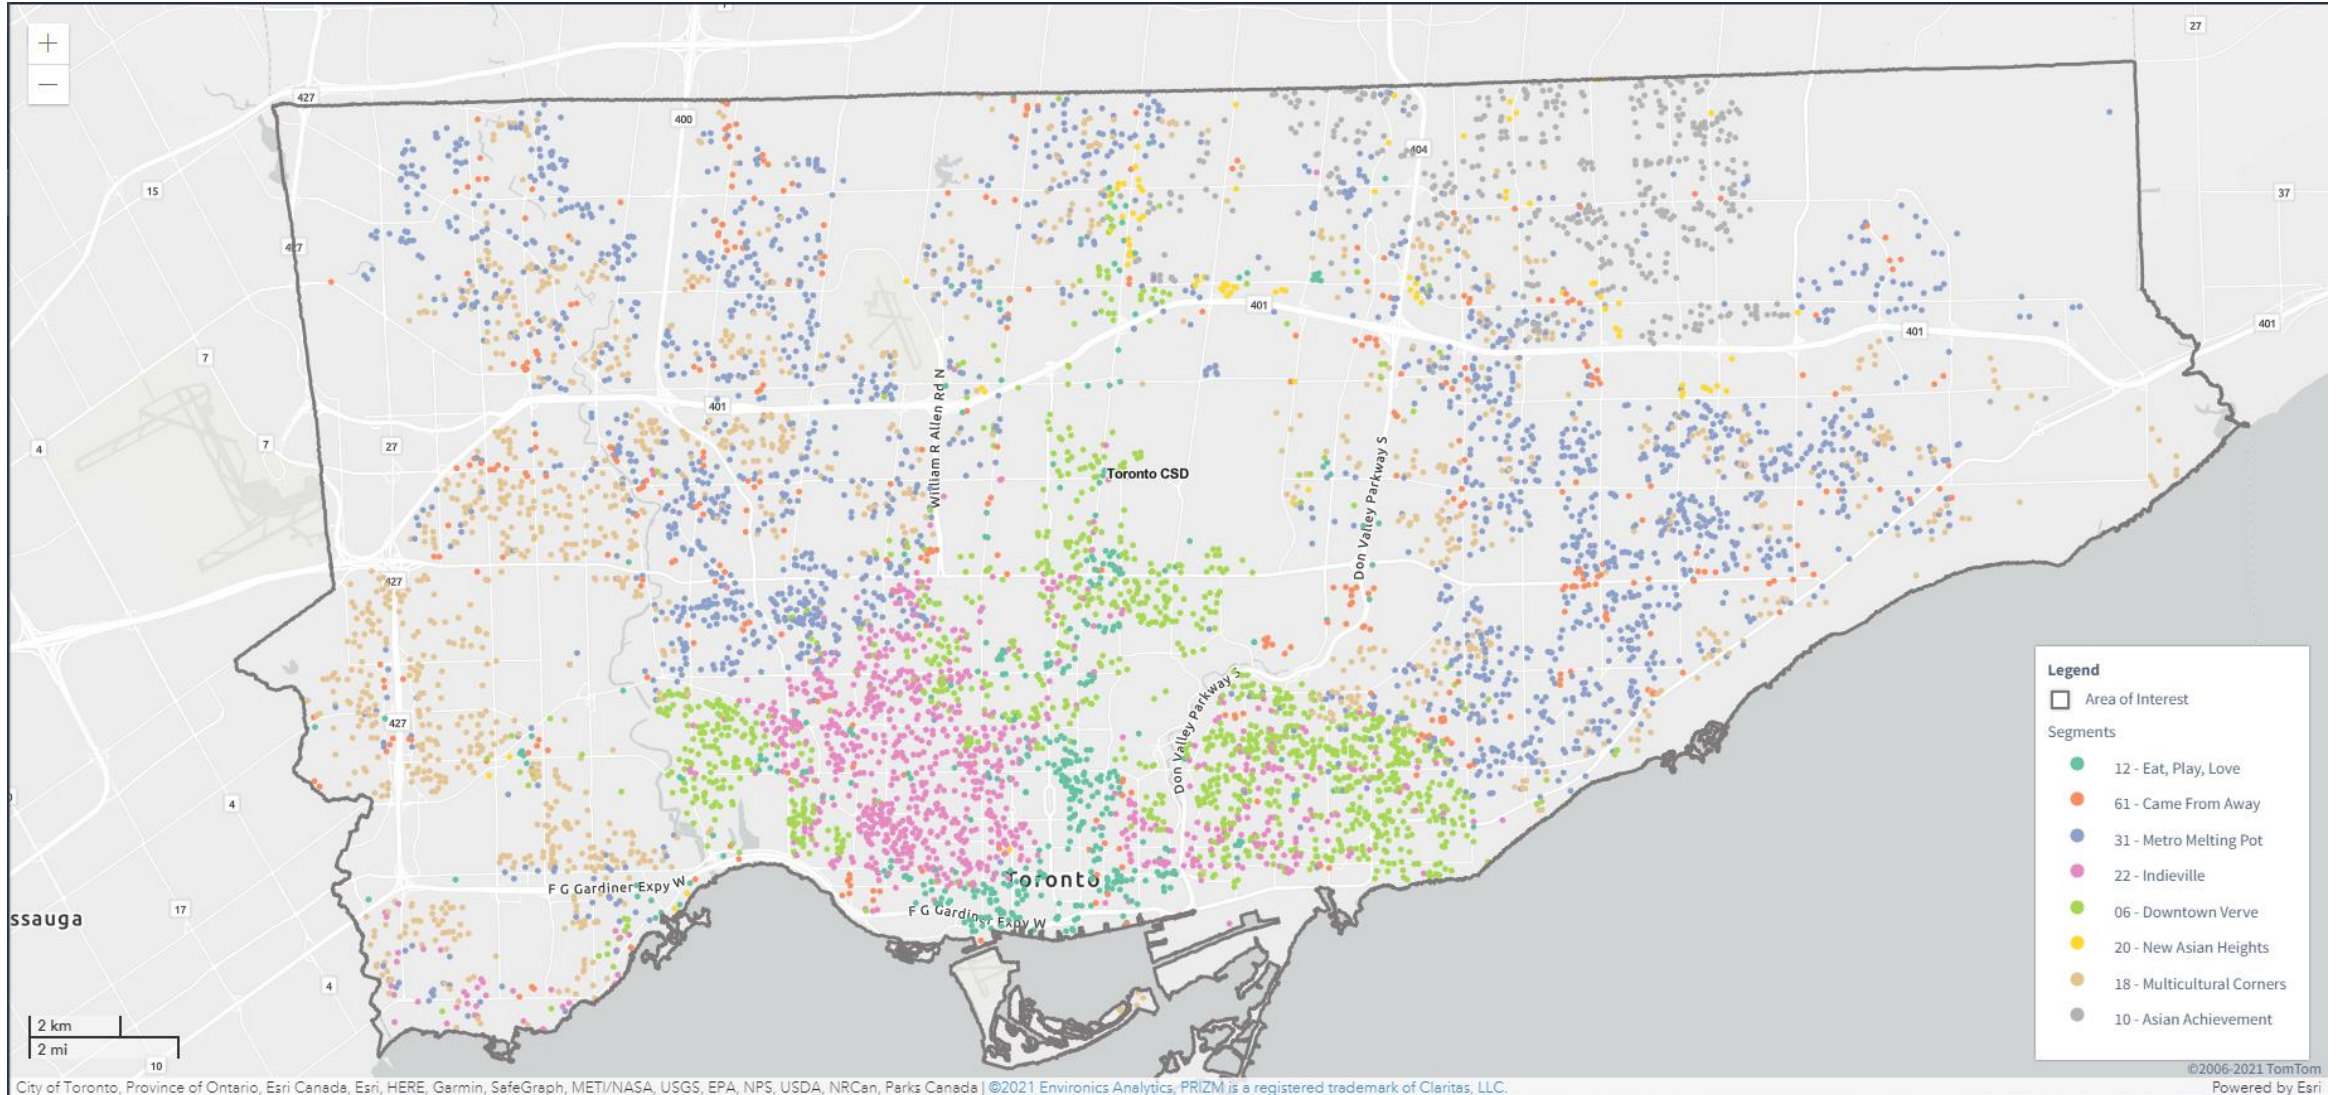 +
−
427
400
27
15
404
37
427
401
401
401
7
401
William R Allen Rd N
4
7
27
Don Valley Parkway S
Toronto CSD
427
Don Valley Parkway S
427
4
Toronto
F G Gardiner Expy W
F G Gardiner Expy W
ssauga
17
4
10
2 km
2 mi
Legend
Area of Interest
Segments
12 - Eat, Play, Love
61 - Came From Away
31 - Metro Melting Pot
22 - Indieville
06 - Downtown Verve
20 - New Asian Heights
18 - Multicultural Corners
10 - Asian Achievement
©2006-2021 TomTom
City of Toronto, Province of Ontario, Esri Canada, Esri, HERE, Garmin, SafeGraph, METI/NASA, USGS, EPA, NPS, USDA, NRCan, Parks Canada | ©2021 Environics Analytics, PRIZM is a registered trademark of Claritas, LLC.
Powered by Esri